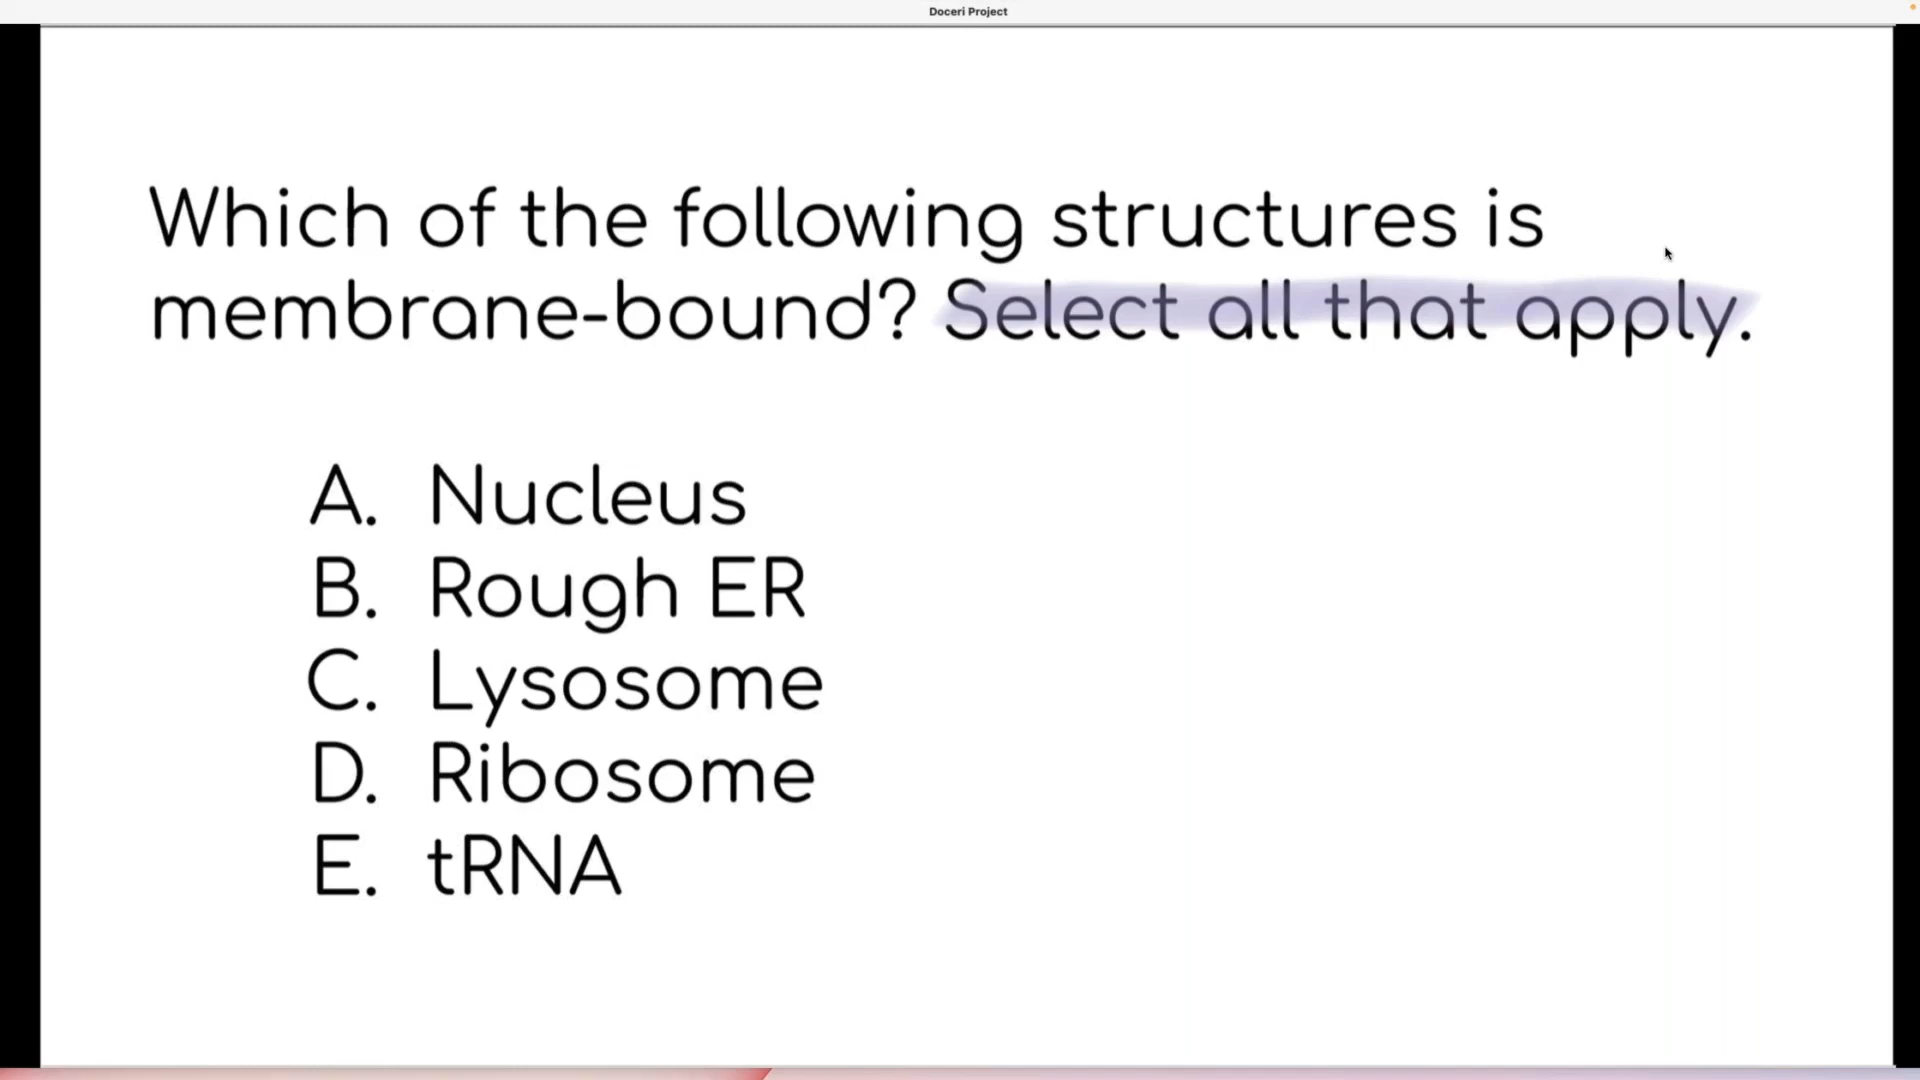 Doceri Project
Which of the following structures is
membrane-bound? Select all that apply.
A. Nucleus
B. Rough ER
C. Lysosome
D. Ribosome
E. tRNA